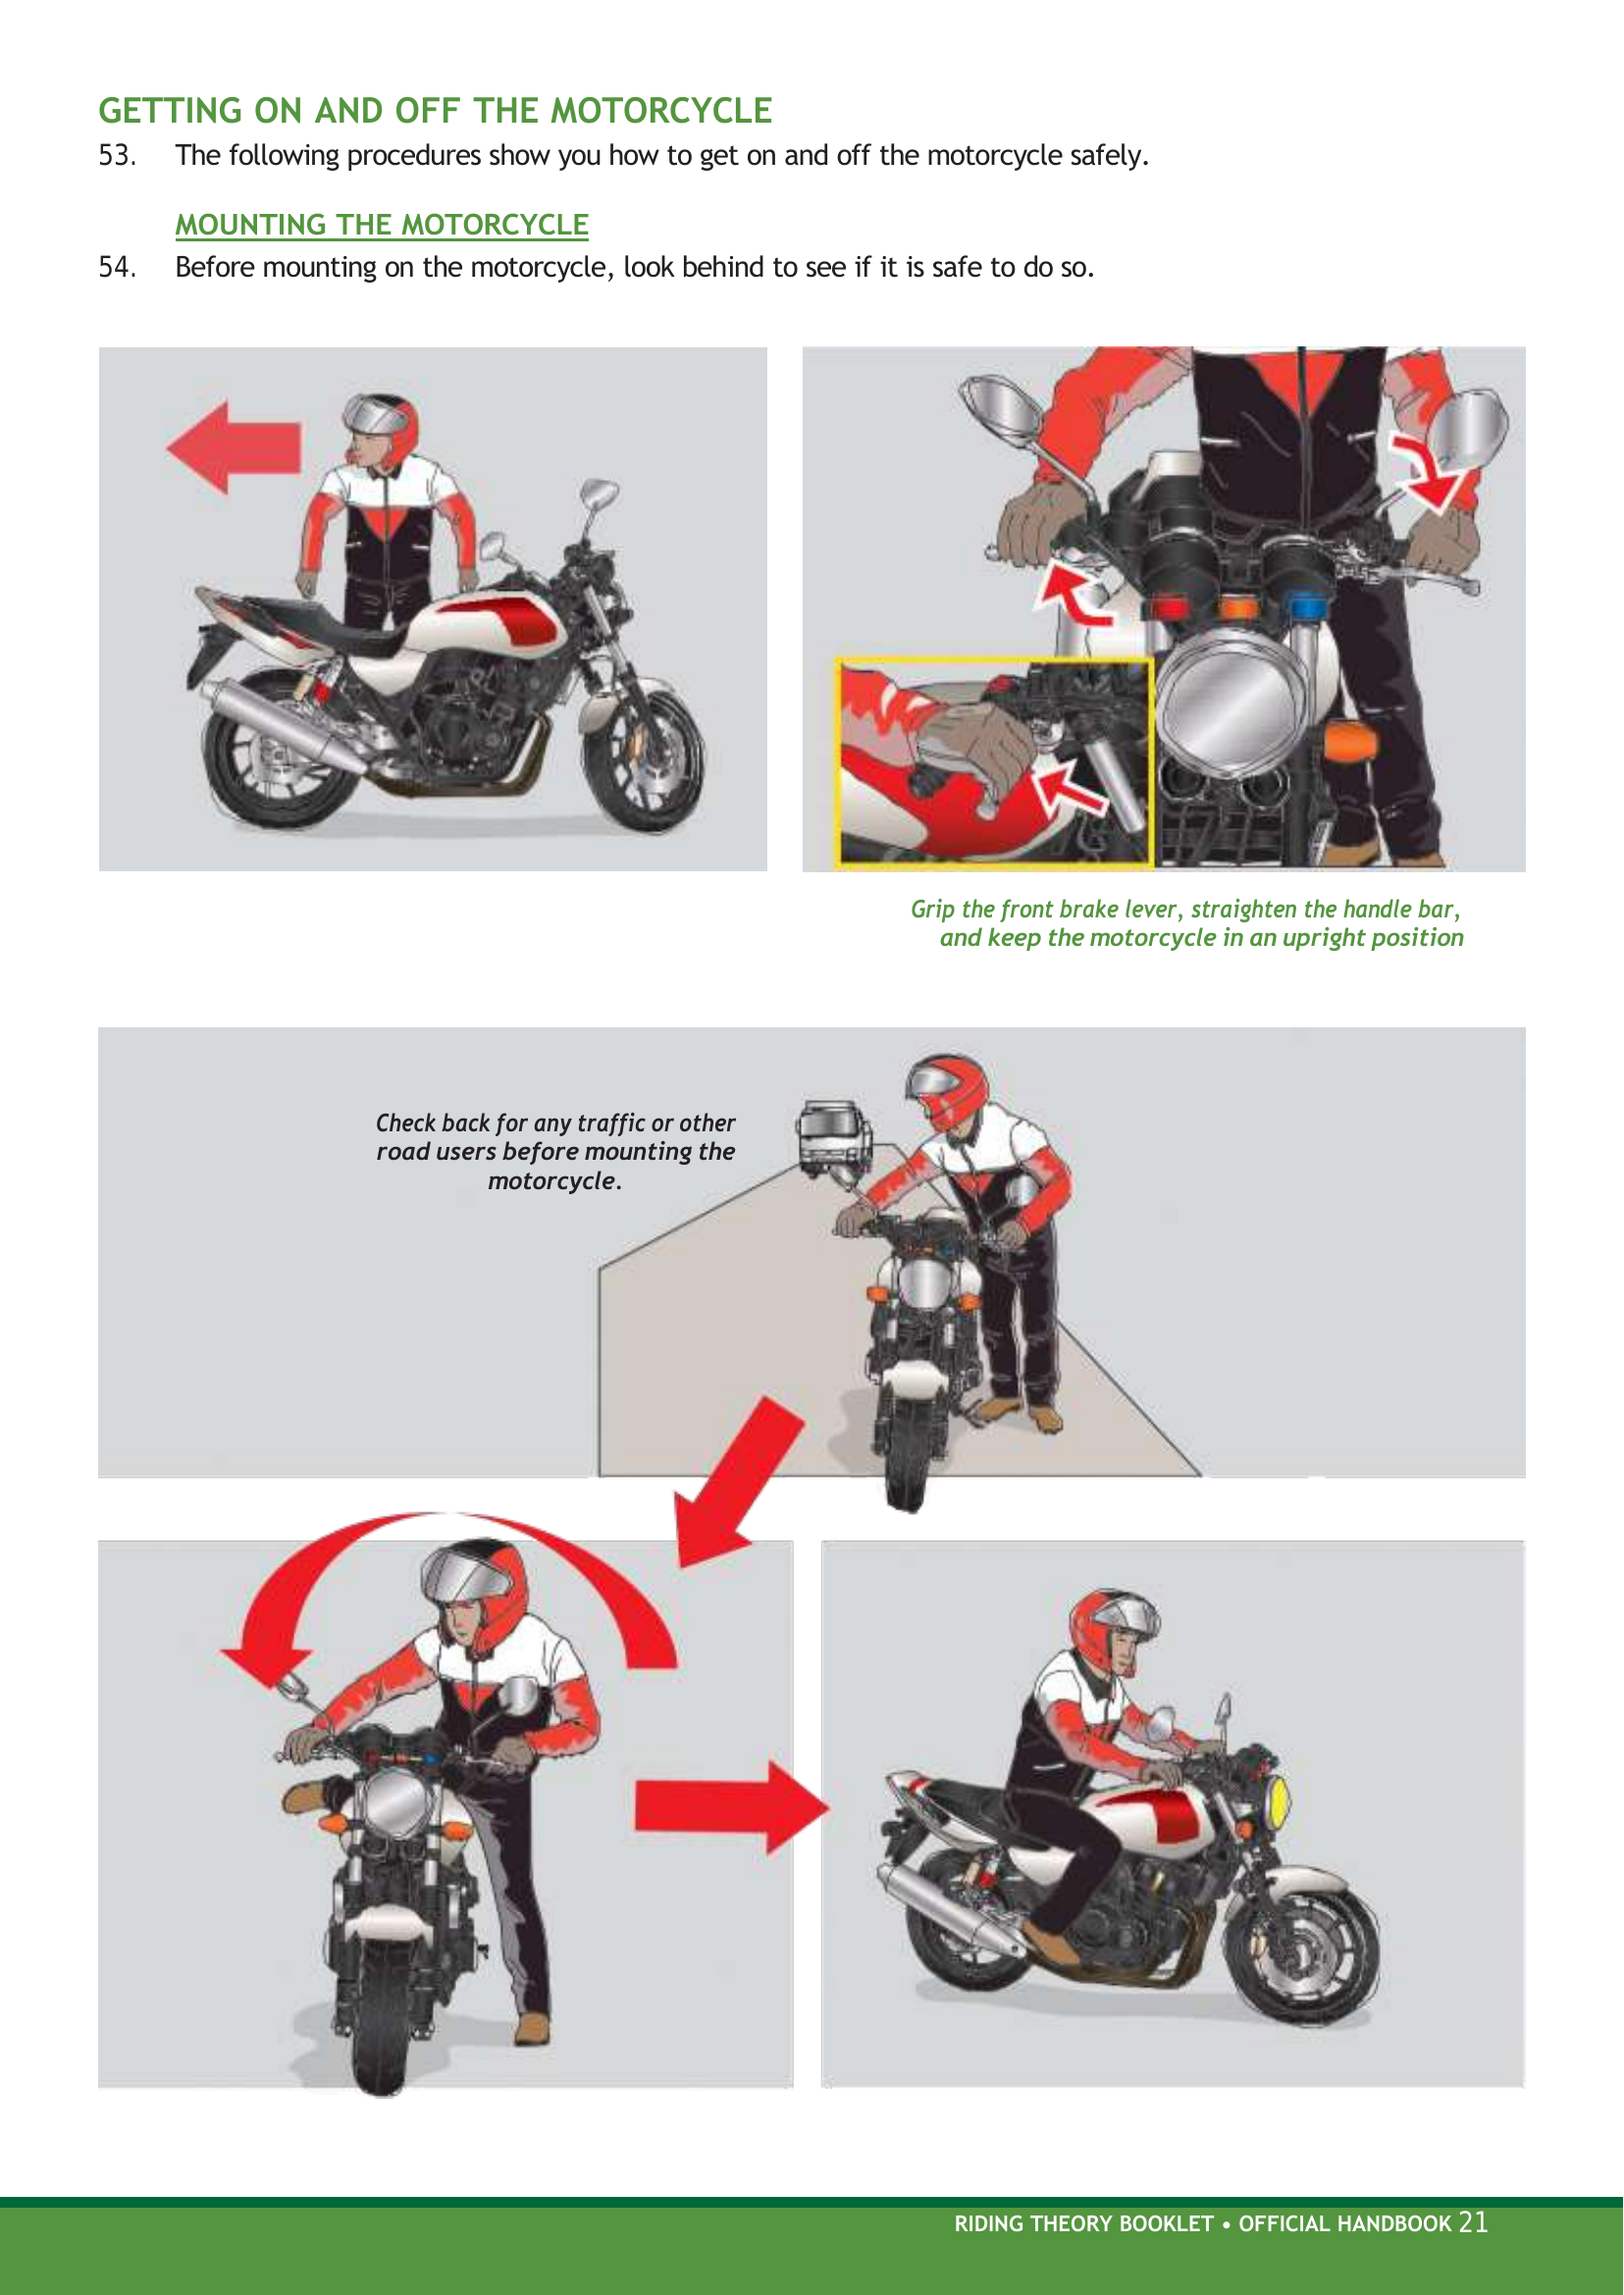 GETTING ON AND OFF THE MOTORCYCLE
53. The following procedures show you how to get on and off the motorcycle safely.
MOUNTING THE MOTORCYCLE
54. Before mounting on the motorcycle, look behind to see if it is safe to do so.
Grip the front brake lever, straighten the handle bar,
and keep the motorcycle in an upright position
Check back for any traffic or other
road users before mounting the
motorcycle.
RIDING THEORY BOOKLET • OFFICIAL HANDBOOK 21